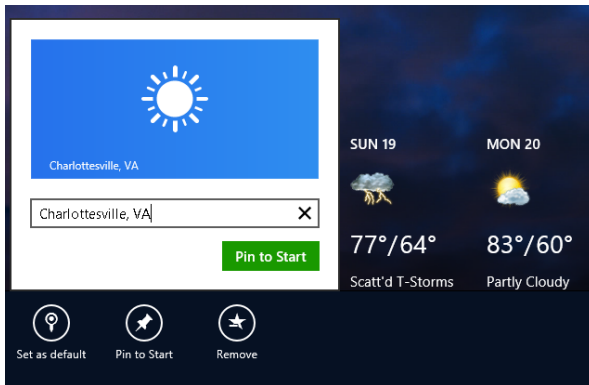 Charlottesville, VA
Charlottesville, VA
Pin to Start
SUN 19
MON 20
77°/64°
83°/60°
Scatt'd T-Storms
Partly Cloudy
Set as default
Pin to Start
Remove